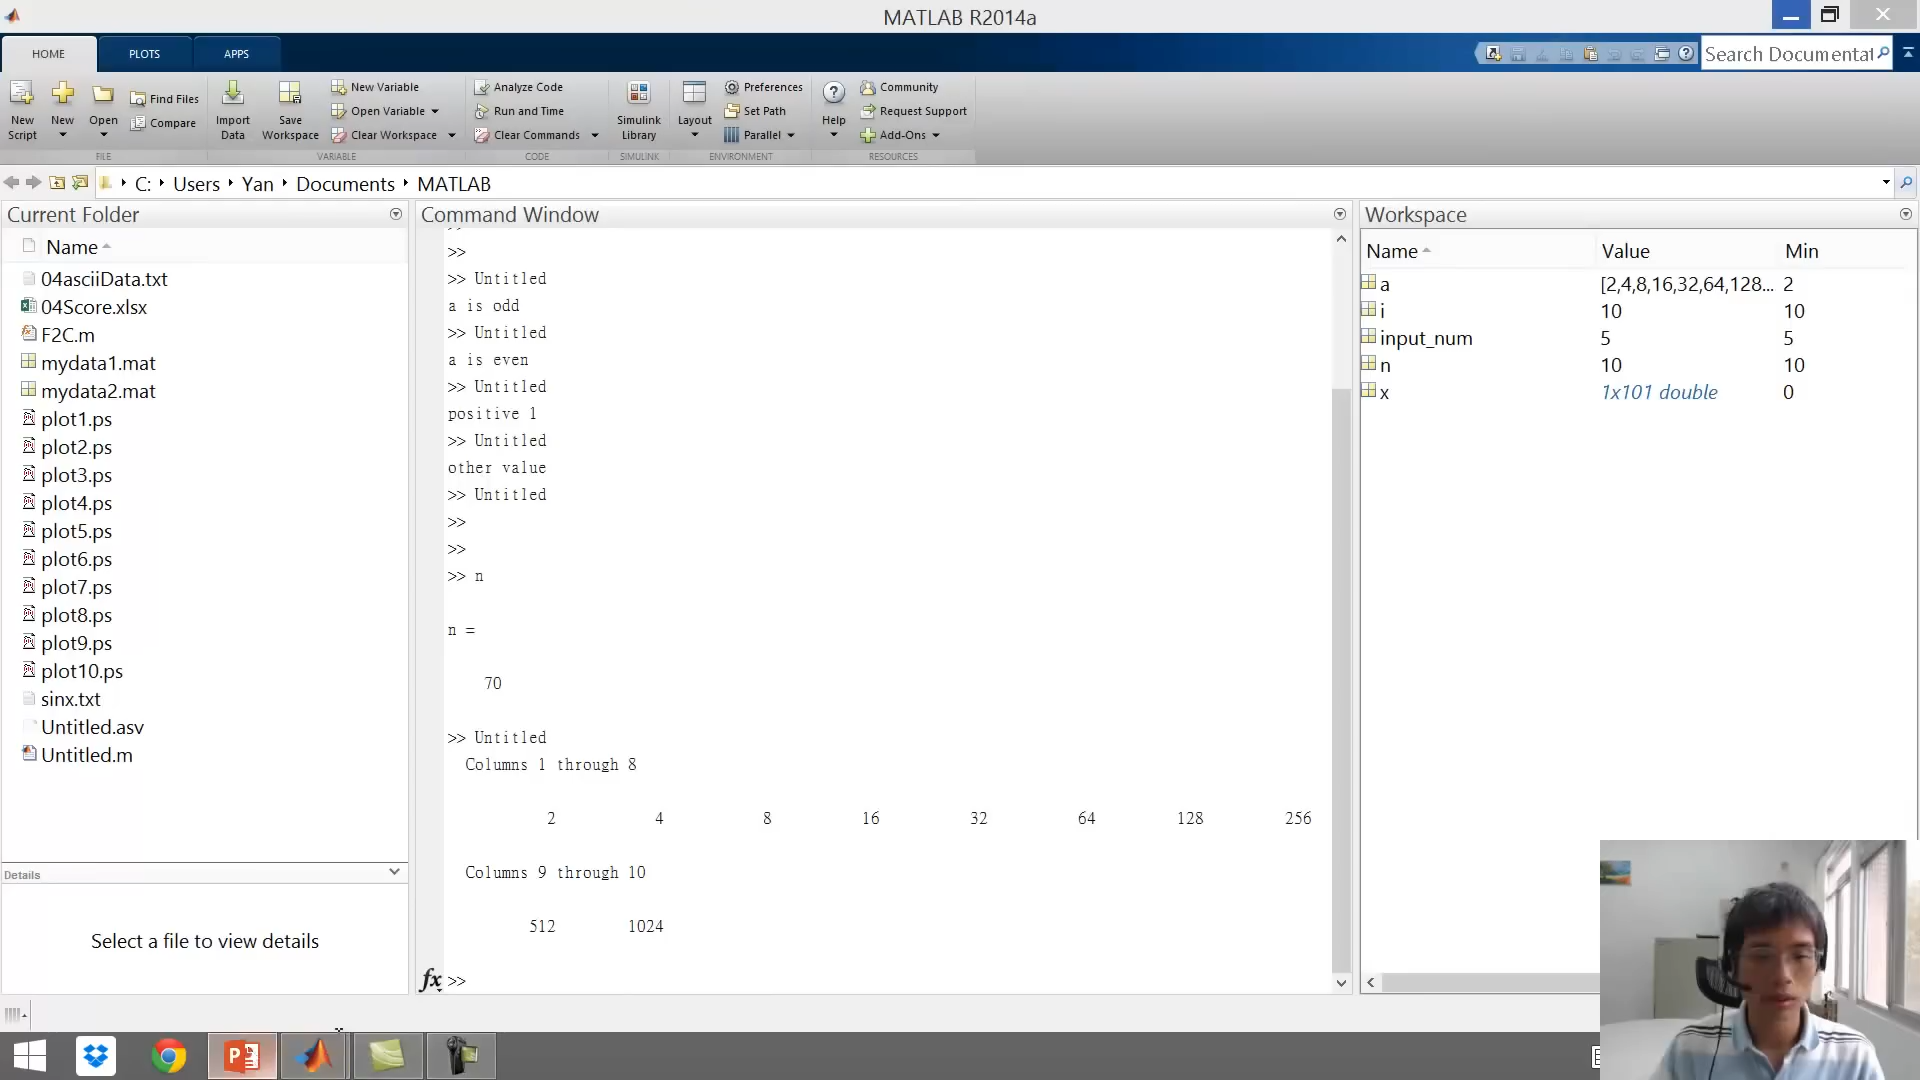 MATLAB R2014a
HOME
PLOTS
APPS
Search Documentat
New Script
New
Open
Find Files
Compare
Import Data
Save Workspace
New Variable
Open Variable
Clear Workspace
Analyze Code
Run and Time
Clear Commands
Simulink Library
Layout
Preferences
Set Path
Parallel
Help
Community
Request Support
Add-Ons
FILE
VARIABLE
CODE
SIMULINK
ENVIRONMENT
RESOURCES
C: Users Yan Documents MATLAB
Current Folder
Name
04asciiData.txt
04Score.xlsx
F2C.m
mydata1.mat
mydata2.mat
plot1.ps
plot2.ps
plot3.ps
plot4.ps
plot5.ps
plot6.ps
plot7.ps
plot8.ps
plot9.ps
plot10.ps
sinx.txt
Untitled.asv
Untitled.m
Details
Select a file to view details
Command Window
>>
>>
>> Untitled
a is odd
>> Untitled
a is even
>> Untitled
positive 1
>> Untitled
other value
>> Untitled
>>
>>
>> n
n =
70
>> Untitled
Columns 1 through 8
2 4 8 16 32 64 128 256
Columns 9 through 10
512 1024
fx >>
Workspace
Name Value Min
a [2,4,8,16,32,64,128... 2
i 10 10
input_num 5 5
n 10 10
x 1x101 double 0